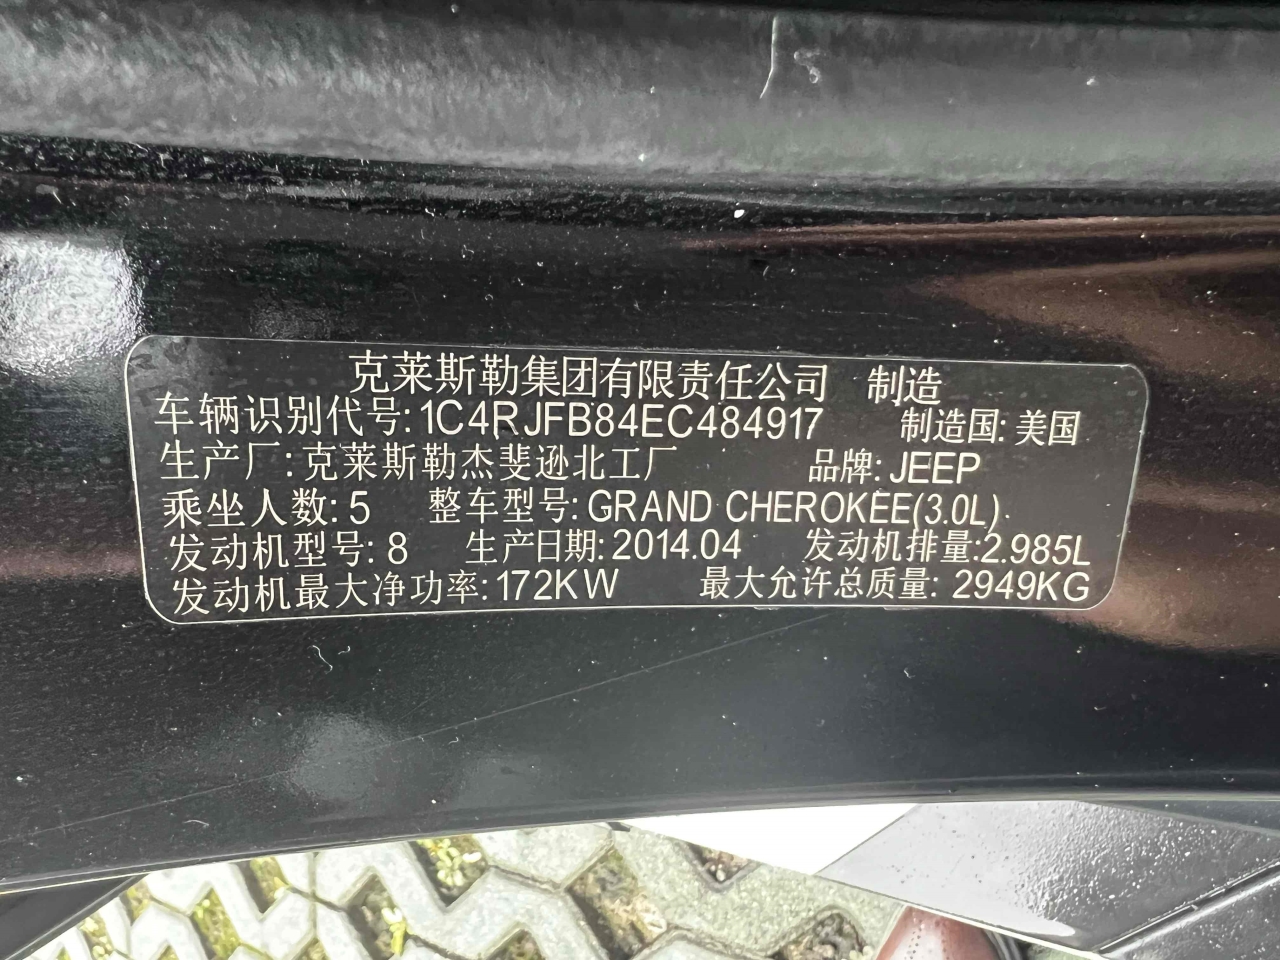 克莱斯勒集团有限责任公司 制造
车辆识别代号:1C4RJFB84EC484917 制造国:美国
生产厂:克莱斯勒杰斐逊北工厂 品牌:JEEP
乘坐人数:5 整车型号:GRAND CHEROKEE(3.0L)
发动机型号:8 生产日期:2014.04 发动机排量:2.985L
发动机最大净功率:172KW 最大允许总质量:2949KG